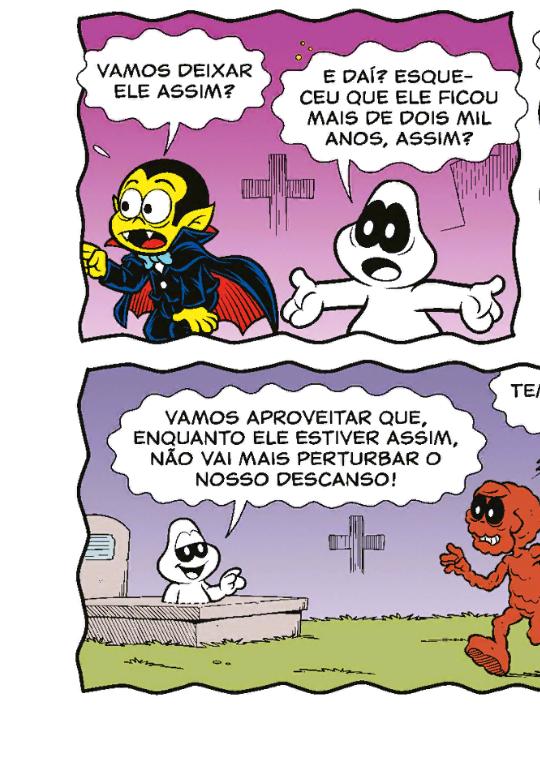 VAMOS DEIXAR
ELE ASSIM?
E DAÍ? ESQUE-
CEU QUE ELE FICOU
MAIS DE DOIS MIL
ANOS, ASSIM?
VAMOS APROVEITAR QUE,
ENQUANTO ELE ESTIVER ASSIM,
NÃO VAI MAIS PERTURBAR O
NOSSO DESCANSO!